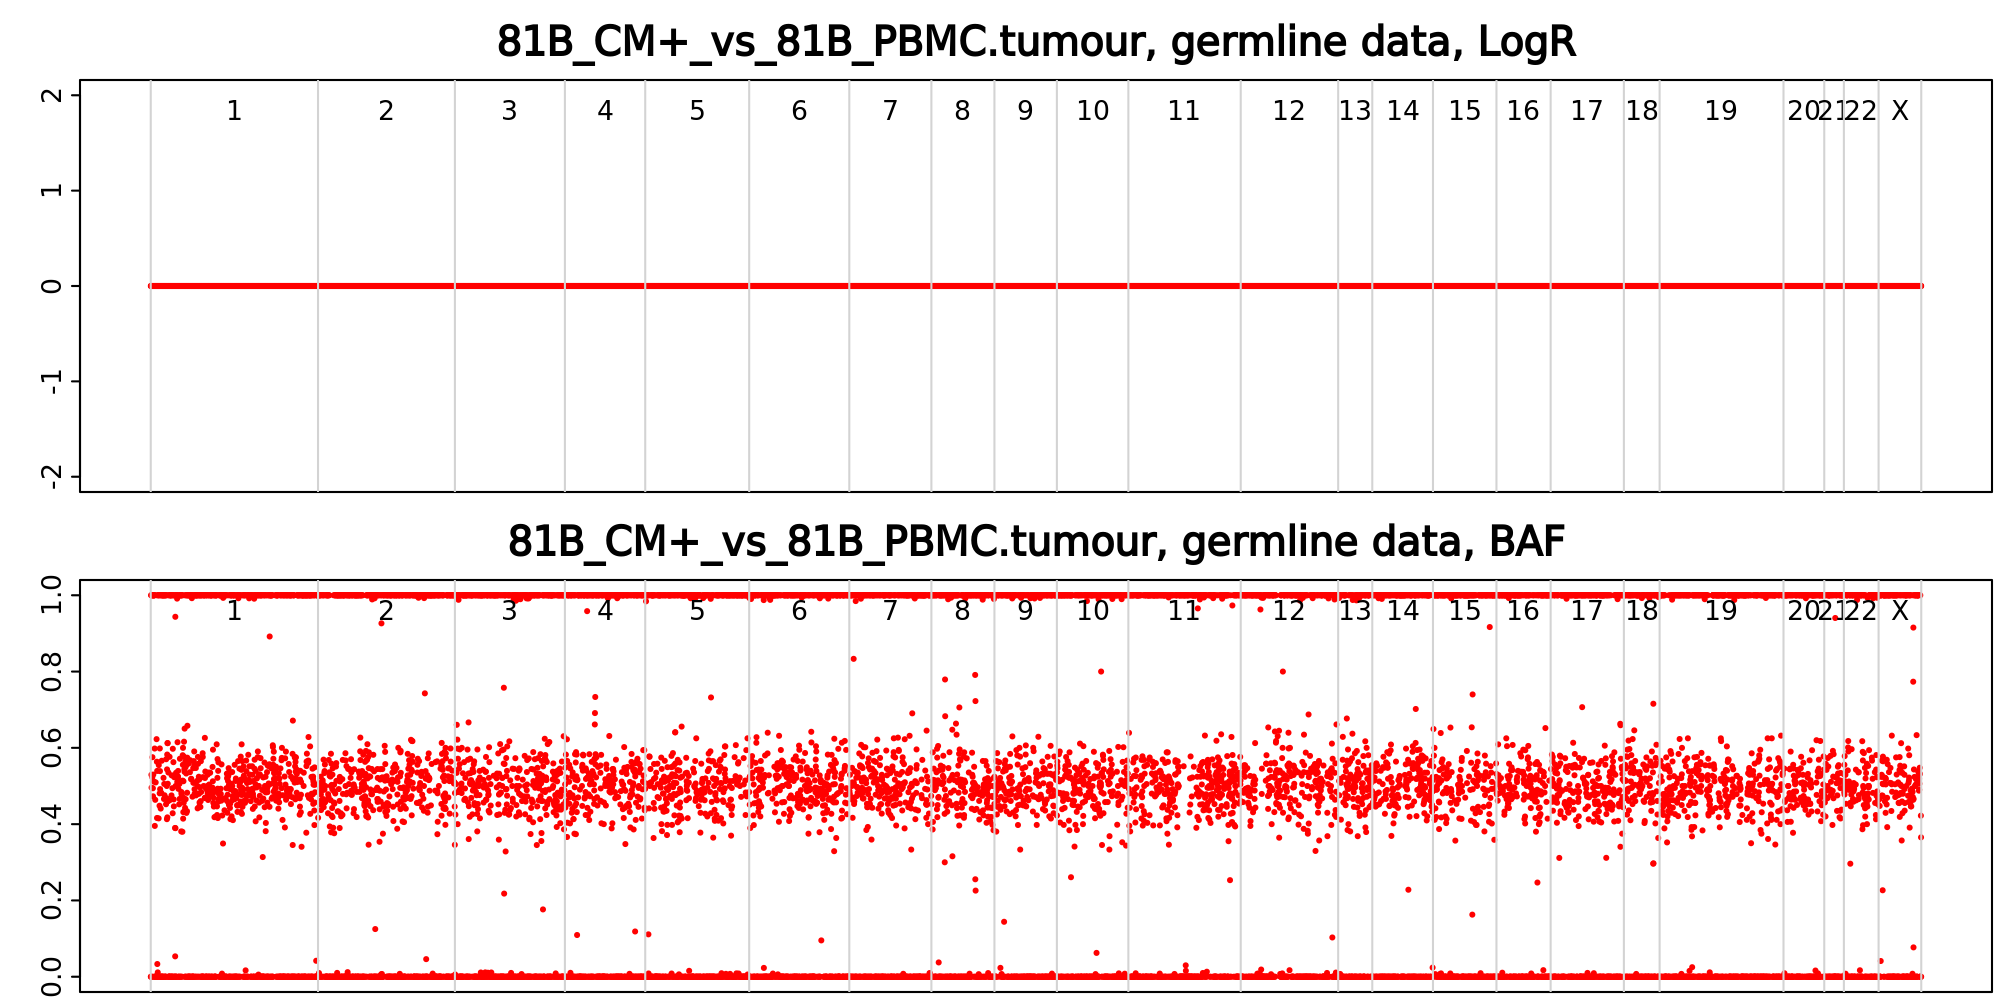 81B_CM+_vs_81B_PBMC.tumour, germline data, LogR
2
1
0
-1
-2
1 2 3 4 5 6 7 8 9 10 11 12 13 14 15 16 17 18 19 20 21 22 X
81B_CM+_vs_81B_PBMC.tumour, germline data, BAF
1.0
0.8
0.6
0.4
0.2
0.0
1 2 3 4 5 6 7 8 9 10 11 12 13 14 15 16 17 18 19 20 21 22 X